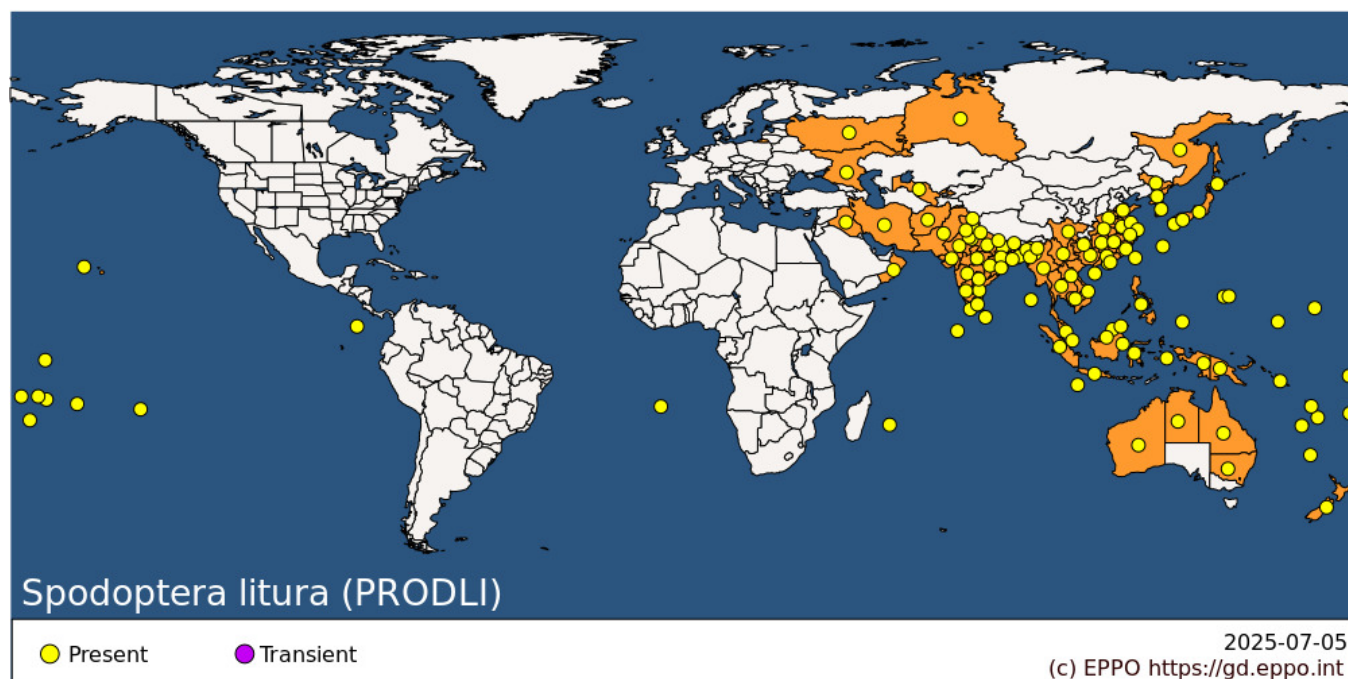 Spodoptera litura (PRODLI)
Present
Transient
2025-07-05
(c) EPPO https://gd.eppo.int